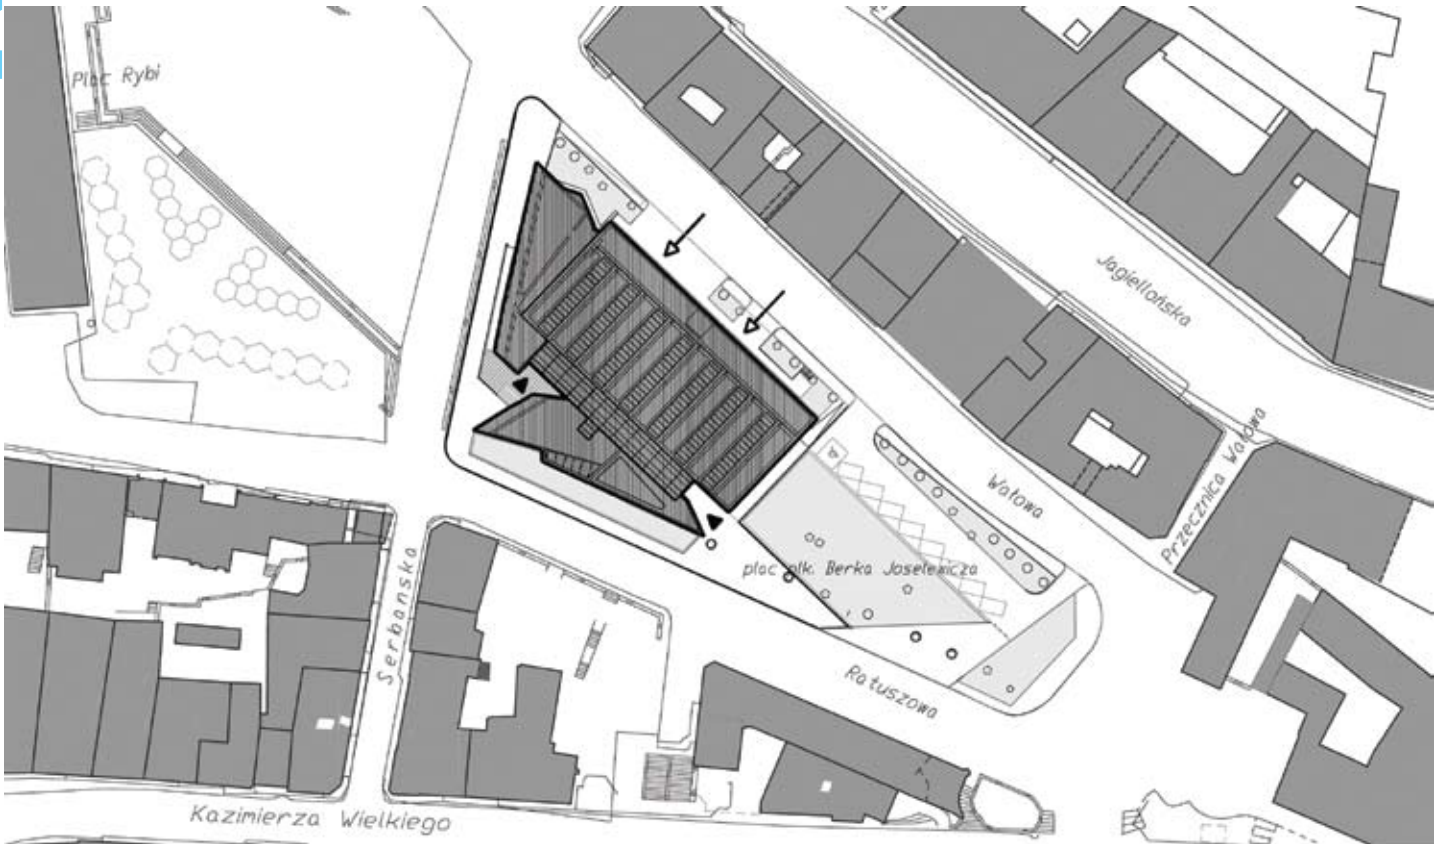 Plac Rybi
Jagiellońska
Przecznica Wałowa
Wałowa
plac płk. Berka Joselewicza
Serbańska
Ratuszowa
Kazimierza Wielkiego